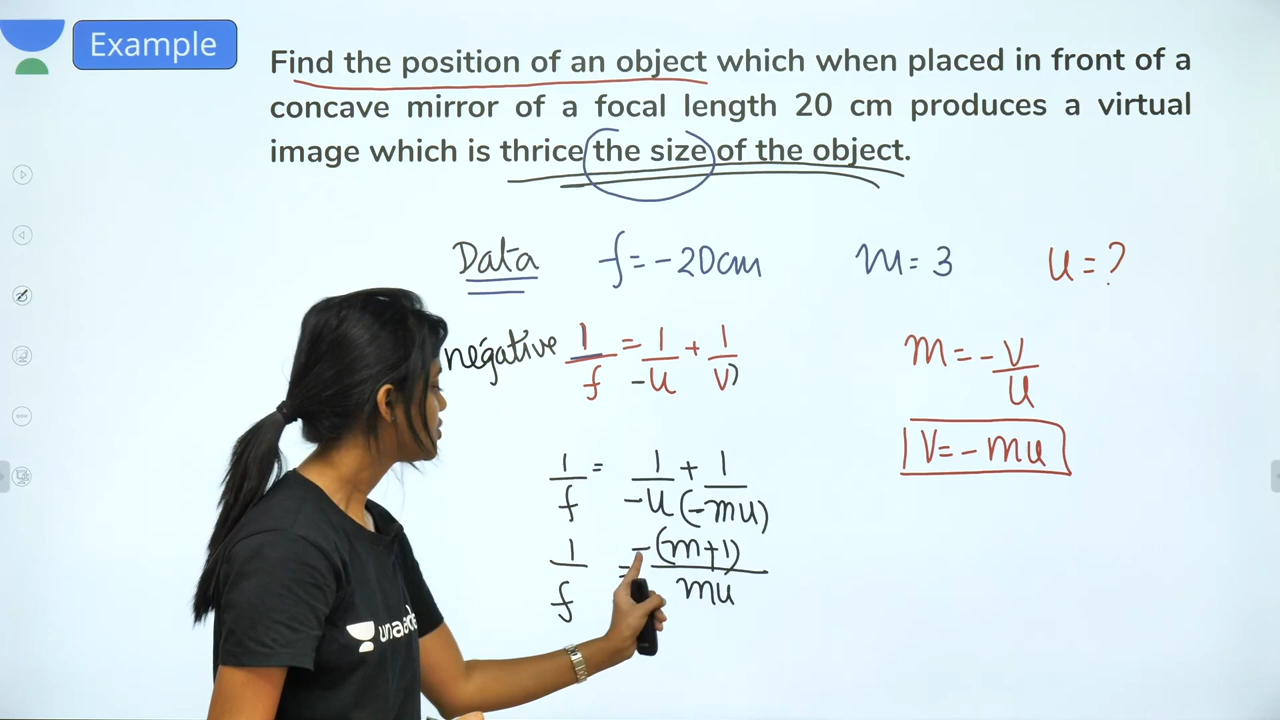 Example
Find the position of an object which when placed in front of a
concave mirror of a focal length 20 cm produces a virtual
image which is thrice the size of the object.
Data f = -20cm m = 3 u = ?
negative 1/f = 1/-u + 1/v m = -v/u
v = -mu
1/f = 1/-u + 1/(-mu)
1/f = -(m+1)/mu